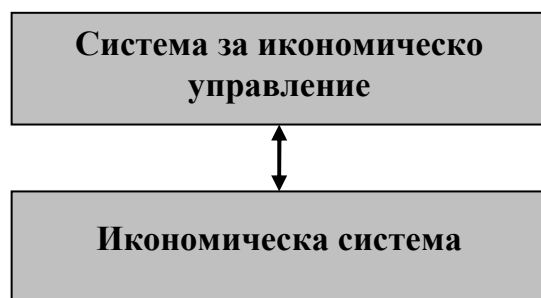 Система за икономическо
управление
Икономическа система